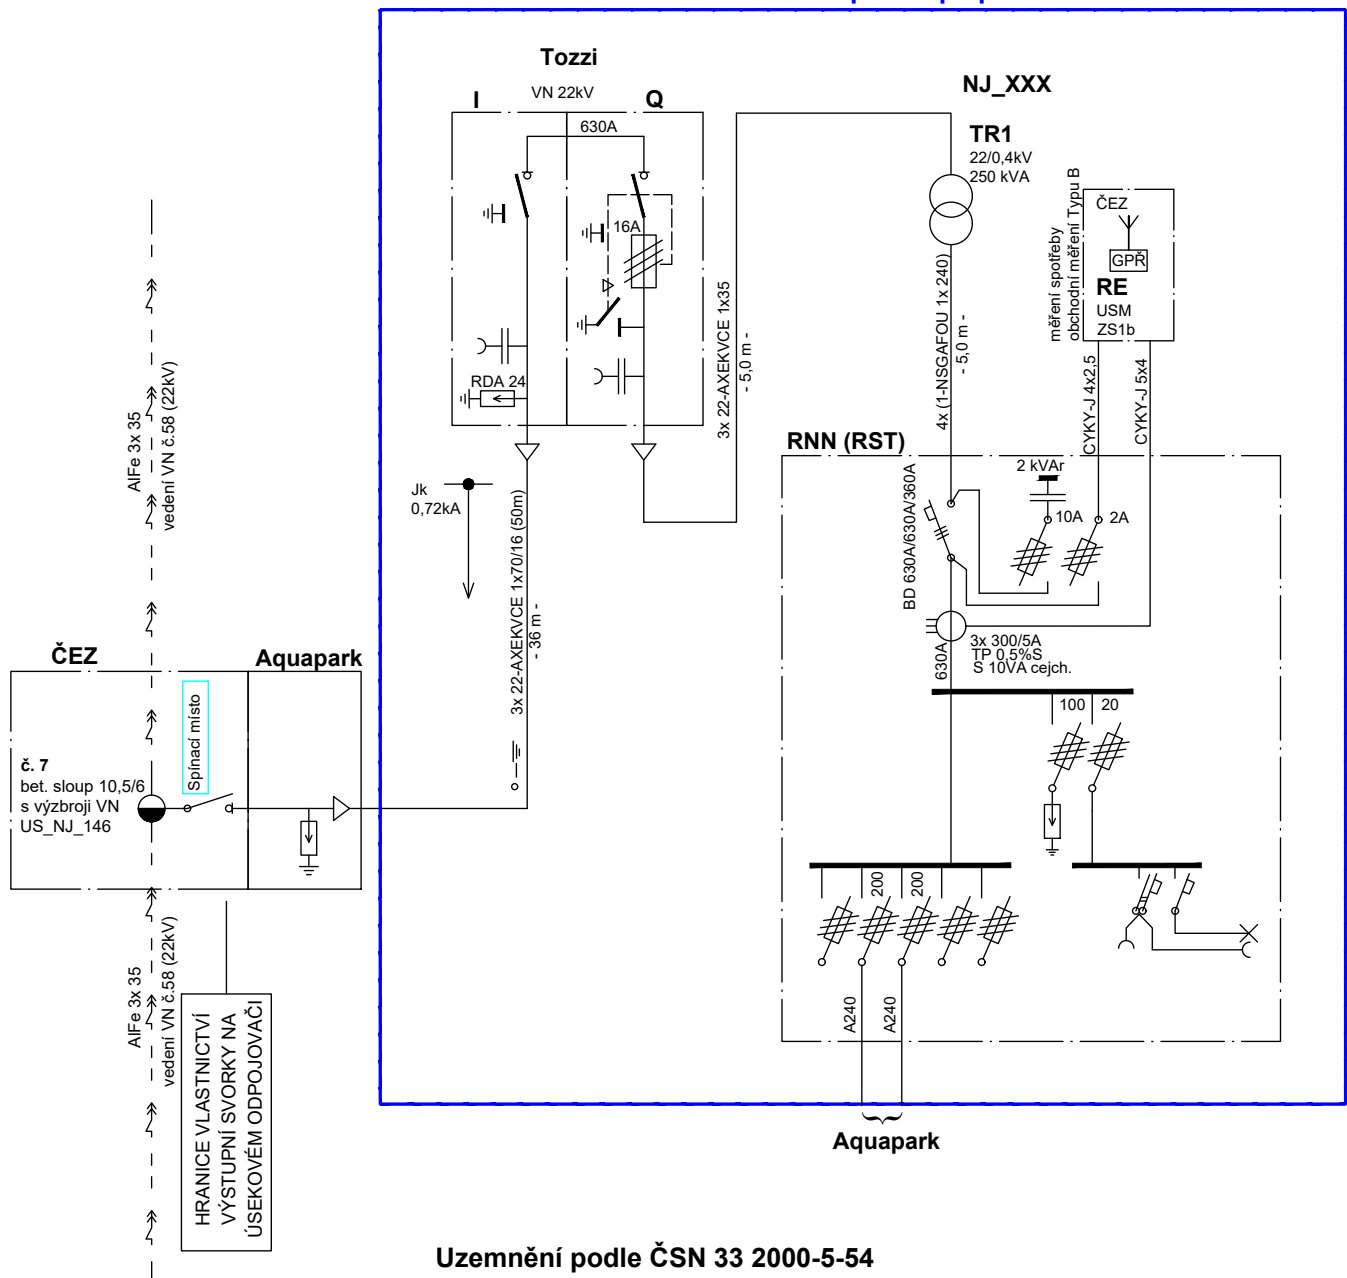 Tozzi
VN 22kV
I
Q
630A
16A
RDA 24
NJ_XXX
TR1
22/0,4kV
250 kVA
měření spotřeby
obchodní měření Typu B
ČEZ
GPŘ
RE
USM
ZS1b
3x 22-AXEKVCE 1x35
- 5,0 m -
4x (1-NSGAFOU 1x 240)
- 5,0 m -
CYKY-J 4x2,5
CYKY-J 5x4
RNN (RST)
BD 630A/630A/360A
2 kVAr
10A
2A
3x 300/5A
TP 0,5%S
S 10VA cejch.
630A
100
20
200
200
A240
A240
Aquapark
Jk
0,72kA
3x 22-AXEKVCE 1x70/16 (50m)
- 36 m -
AlFe 3x 35
vedení VN č.58 (22kV)
ČEZ
Aquapark
Spínací místo
č. 7
bet. sloup 10,5/6
s výzbroji VN
US_NJ_146
AlFe 3x 35
vedení VN č.58 (22kV)
HRANICE VLASTNICTVÍ
VÝSTUPNÍ SVORKY NA
ÚSEKOVÉM ODPOJOVAČI
Uzemnění podle ČSN 33 2000-5-54